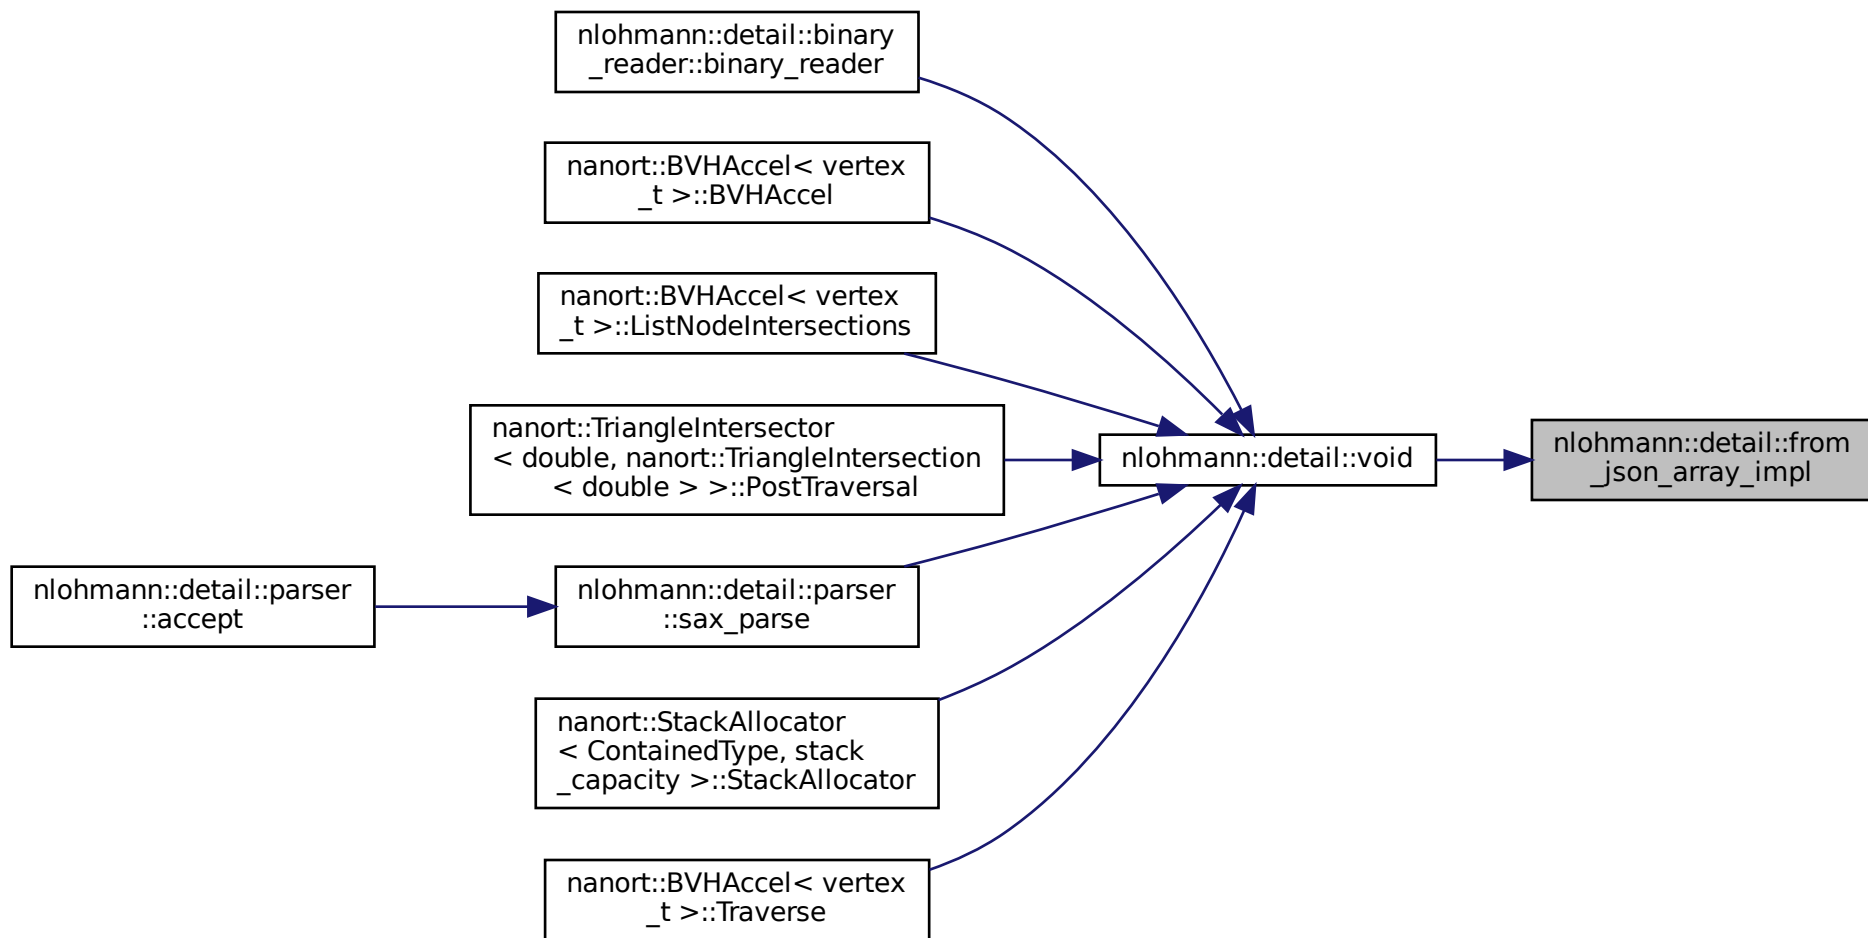 nlohmann::detail::binary
_reader::binary_reader
nanort::BVHAccel< vertex
_t >::BVHAccel
nanort::BVHAccel< vertex
_t >::ListNodeIntersections
nanort::TriangleIntersector
< double, nanort::TriangleIntersection
< double > >::PostTraversal
nlohmann::detail::void
nlohmann::detail::from
_json_array_impl
nlohmann::detail::parser
::accept
nlohmann::detail::parser
::sax_parse
nanort::StackAllocator
< ContainedType, stack
_capacity >::StackAllocator
nanort::BVHAccel< vertex
_t >::Traverse